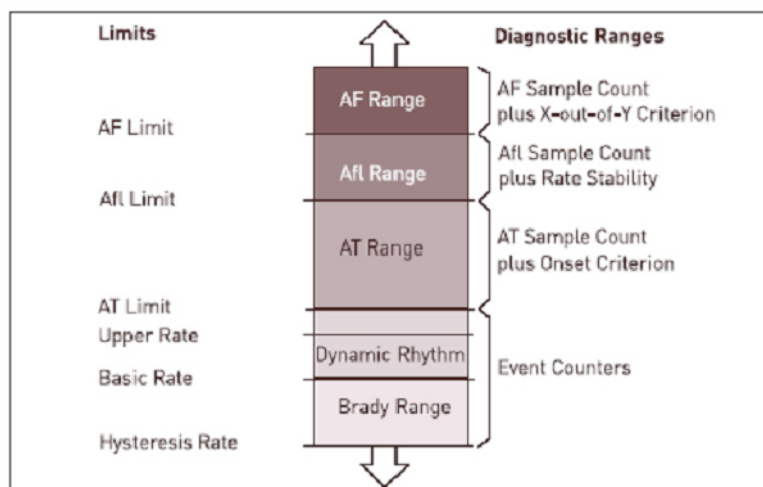 Limits
Diagnostic Ranges
AF Range
AF Sample Count
plus X-out-of-Y Criterion
AF Limit
Afl Range
Afl Sample Count
plus Rate Stability
Afl Limit
AT Range
AT Sample Count
plus Onset Criterion
AT Limit
Upper Rate
Dynamic Rhythm
Event Counters
Basic Rate
Brady Range
Hysteresis Rate